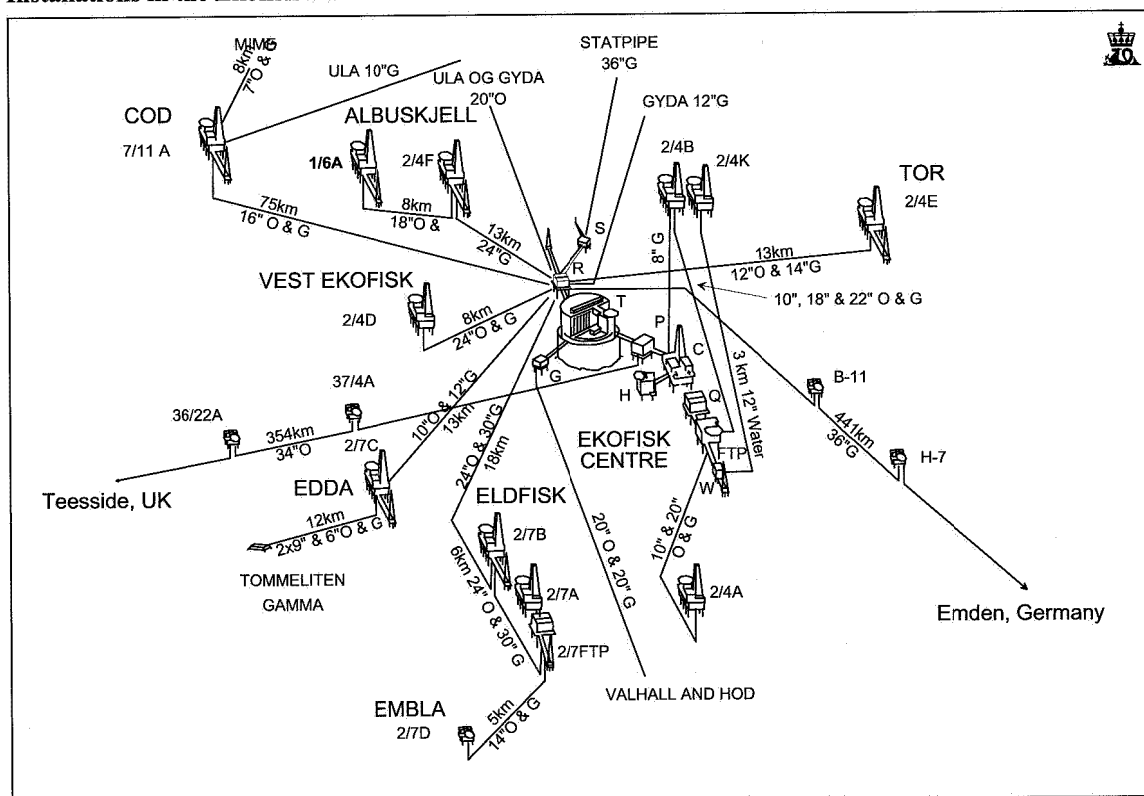 MIME
8km
7"O & G
ULA 10"G
ULA OG GYDA
20"O
STATPIPE
36"G
GYDA 12"G
COD
7/11 A
ALBUSKJELL
1/6A
2/4F
2/4B
2/4K
TOR
2/4E
75km
16" O & G
8km
18"O &
13km
24"G
S
R
8" G
13km
12"O & 14"G
10", 18" & 22" O & G
VEST EKOFISK
2/4D
8km
24"O & G
T
P
C
G
H
Q
FTP
W
3 km 12" Water
EKOFISK
CENTRE
B-11
441km
36"G
H-7
Emden, Germany
37/4A
36/22A
354km
34"O
Teesside, UK
10"O & 12"G
13km
24"O & 30"G
18km
2/7C
EDDA
12km
2x9" & 6"O & G
TOMMELITEN
GAMMA
ELDFISK
2/7B
2/7A
2/7FTP
6km 24" O & 30" G
20" O & 20" G
10" & 20"
O & G
2/4A
VALHALL AND HOD
EMBLA
2/7D
5km
14"O & G